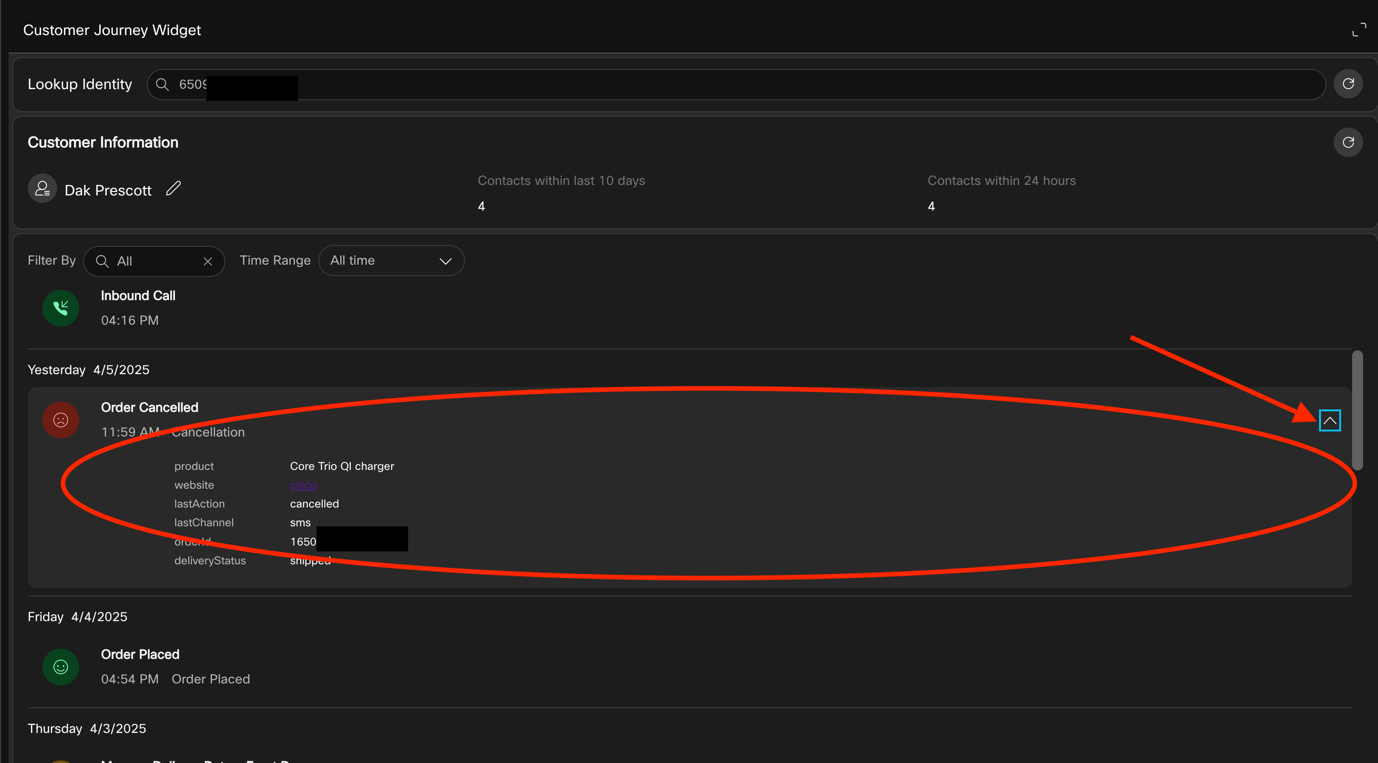 Customer Journey Widget
Lookup Identity 6509
Customer Information
Dak Prescott
Contacts within last 10 days
4
Contacts within 24 hours
4
Filter By All Time Range All time
Inbound Call
04:16 PM
Yesterday 4/5/2025
Order Cancelled
11:59 AM Cancellation
product Core Trio QI charger
website cisco
lastAction cancelled
lastChannel sms
orderId 1650
deliveryStatus shipped
Friday 4/4/2025
Order Placed
04:54 PM Order Placed
Thursday 4/3/2025